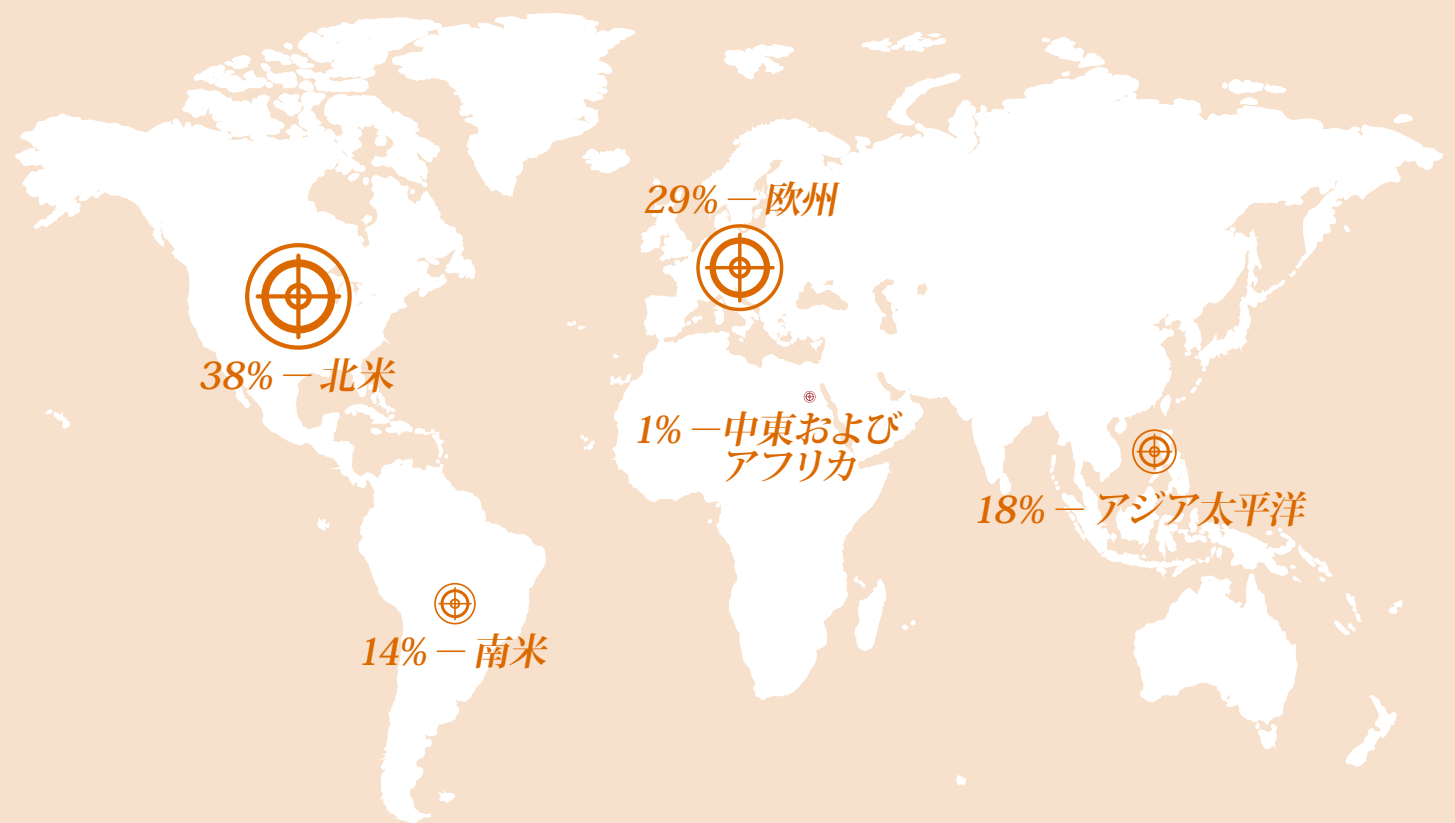 29% — 欧州
38% — 北米
1% —中東および
アフリカ
18% — アジア太平洋
14% — 南米